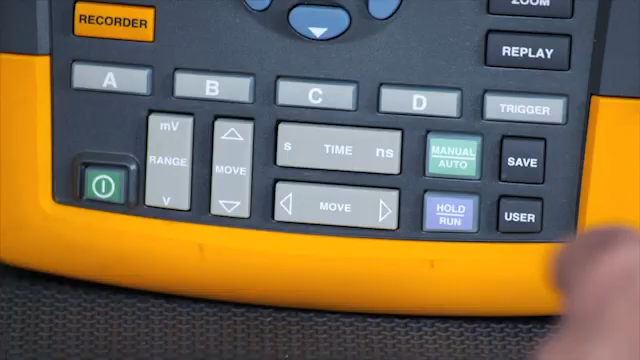 ZOOM
RECORDER
REPLAY
A B C D TRIGGER
mV
RANGE
V
MOVE
s TIME ns
MANUAL
AUTO
SAVE
MOVE
HOLD
RUN
USER